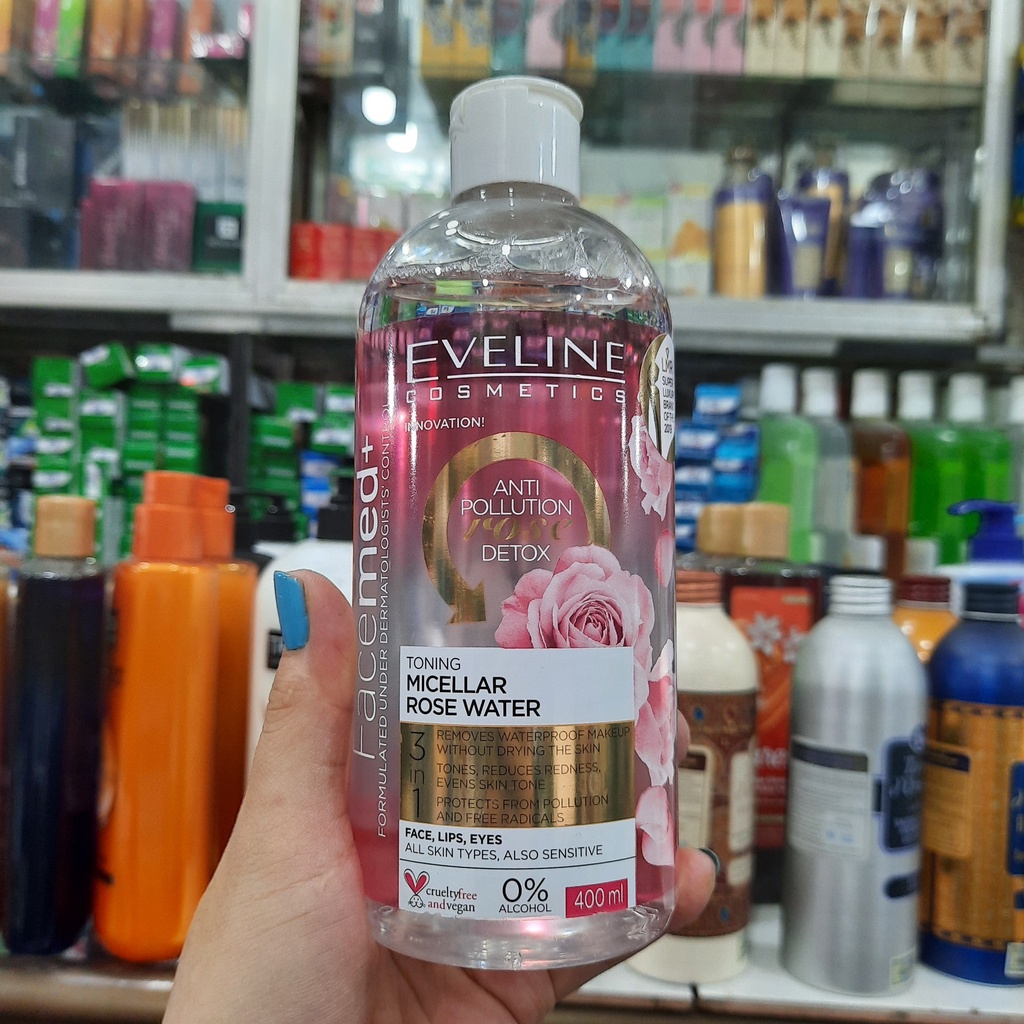 EVELINE
COSMETICS
INNOVATION!
ANTI
POLLUTION
rose
DETOX
Facemed+
FORMULATED UNDER DERMATOLOGISTS' CONTROL
TONING
MICELLAR
ROSE WATER
3 in 1
REMOVES WATERPROOF MAKEUP
WITHOUT DRYING THE SKIN
TONES, REDUCES REDNESS,
EVENS SKIN TONE
PROTECTS FROM POLLUTION
AND FREE RADICALS
FACE, LIPS, EYES
ALL SKIN TYPES, ALSO SENSITIVE
crueltyfree
andvegan
0%
ALCOHOL
400 ml